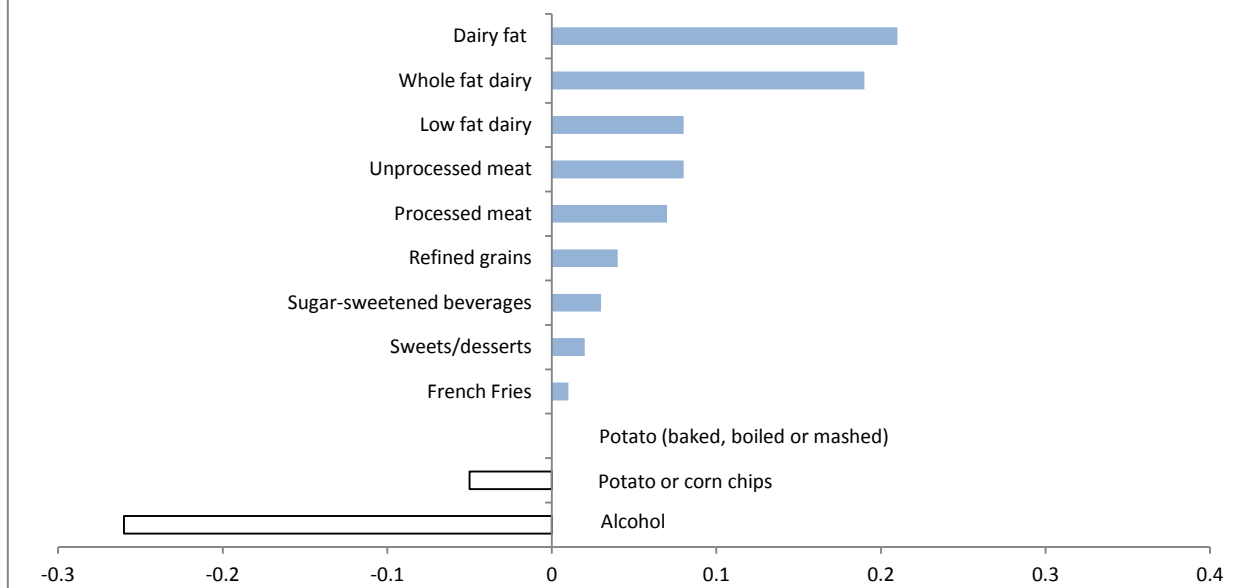 Dairy fat
Whole fat dairy
Low fat dairy
Unprocessed meat
Processed meat
Refined grains
Sugar-sweetened beverages
Sweets/desserts
French Fries
Potato (baked, boiled or mashed)
Potato or corn chips
Alcohol
-0.3 -0.2 -0.1 0 0.1 0.2 0.3 0.4